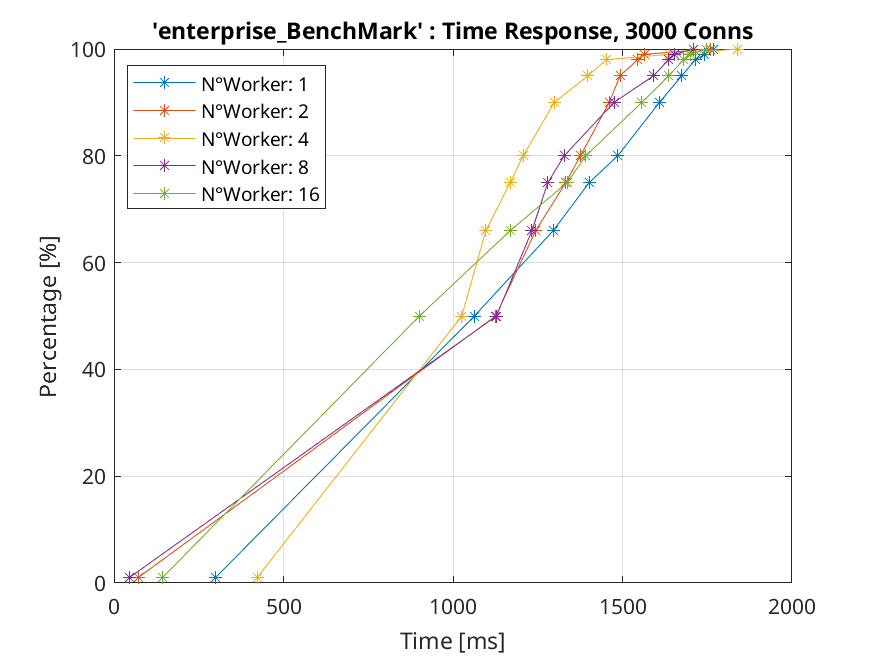 'enterprise_BenchMark' : Time Response, 3000 Conns
100
80
60
40
20
0
Percentage [%]
N°Worker: 1
N°Worker: 2
N°Worker: 4
N°Worker: 8
N°Worker: 16
0 500 1000 1500 2000
Time [ms]